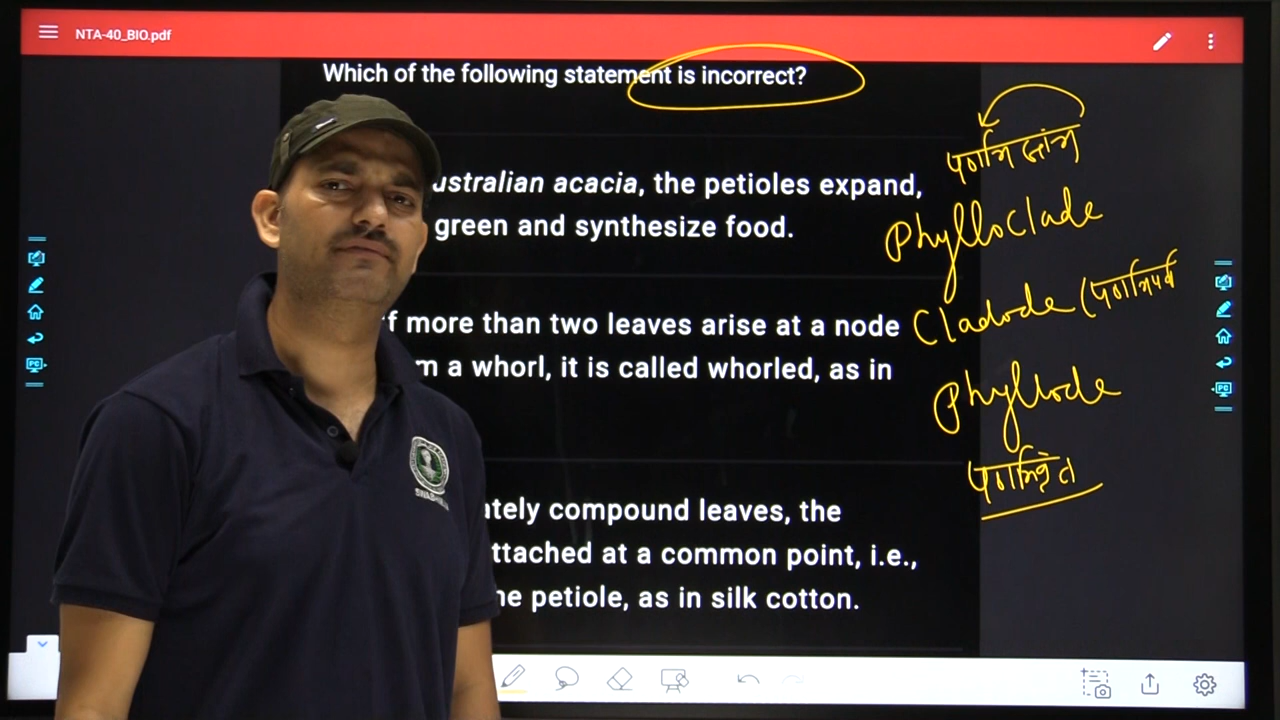 NTA-40_BIO.pdf
Which of the following statement is incorrect?
ustralian acacia, the petioles expand,
green and synthesize food.
f more than two leaves arise at a node
m a whorl, it is called whorled, as in
ately compound leaves, the
ttached at a common point, i.e.,
he petiole, as in silk cotton.
Phylloclade
Cladode (
Phyllode
PC
PC